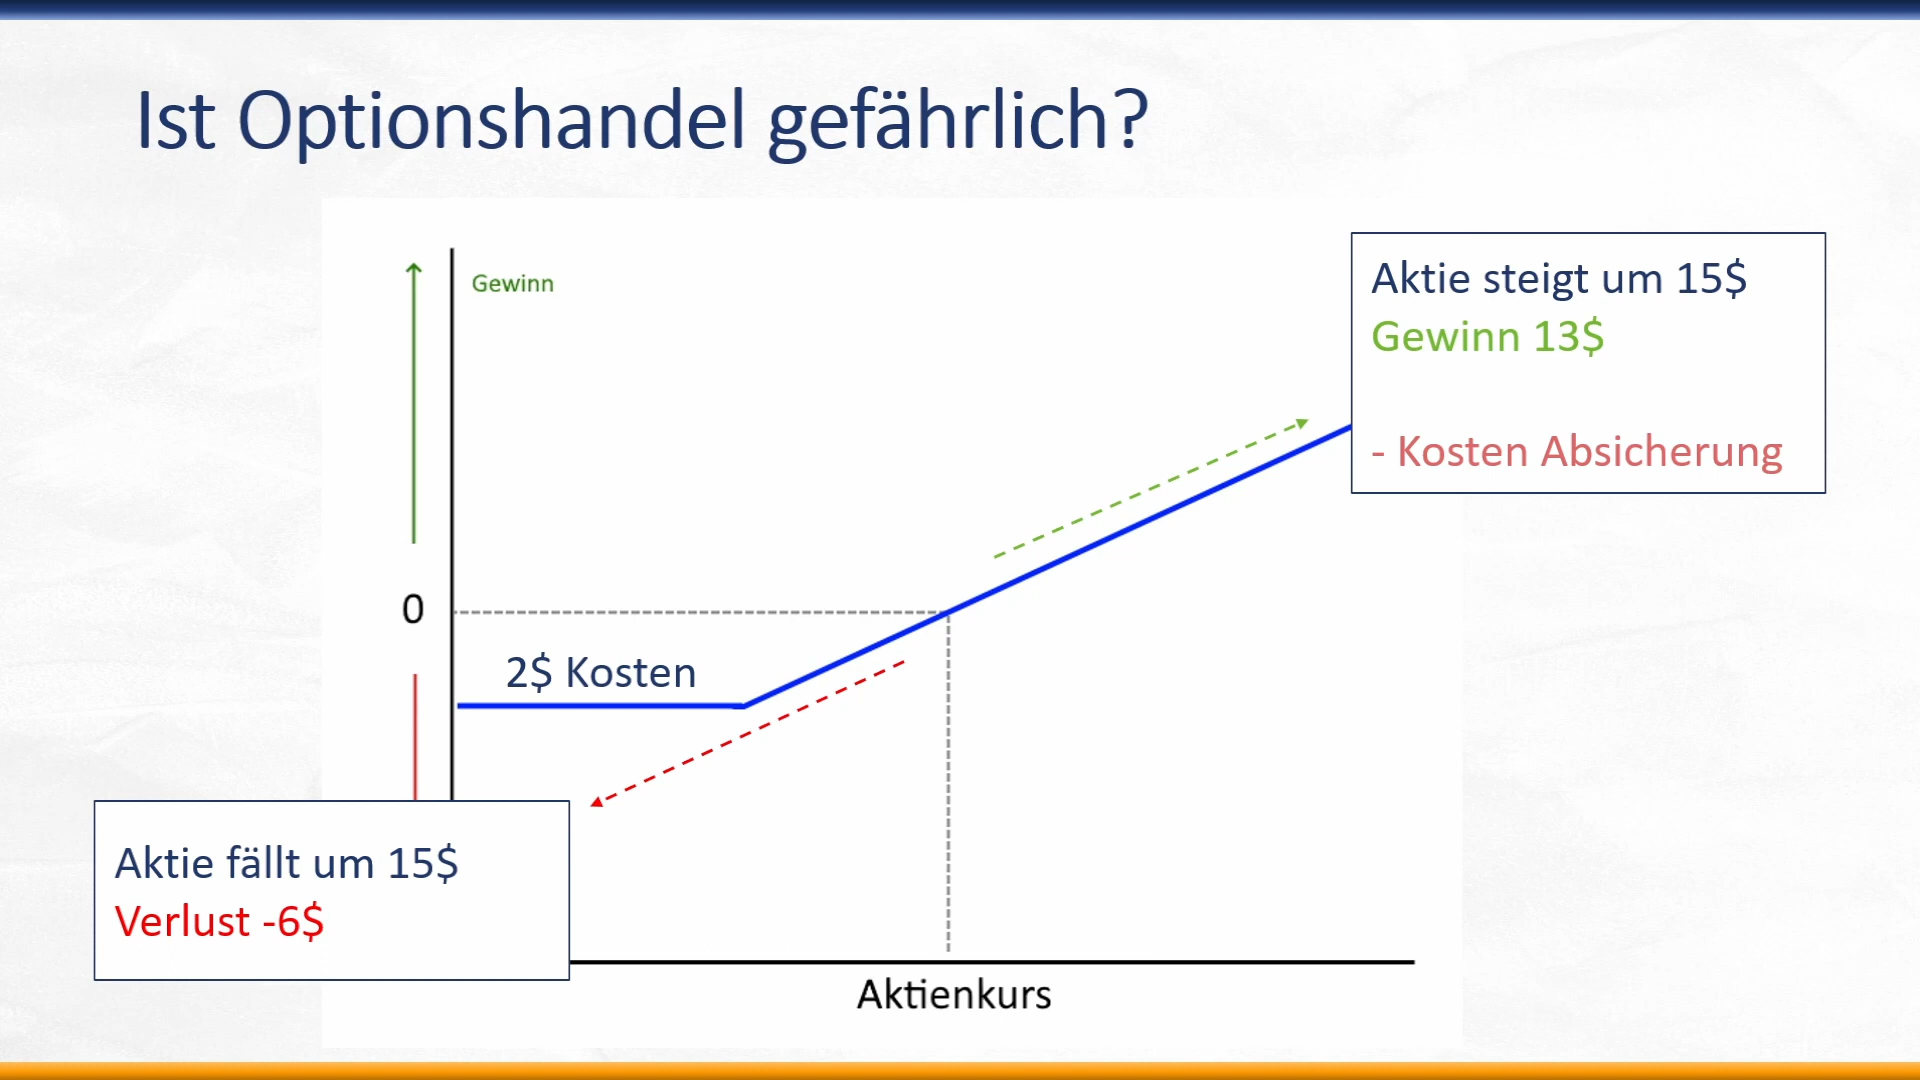 Ist Optionshandel gefährlich?
Gewinn
Aktie steigt um 15$
Gewinn 13$
- Kosten Absicherung
0
2$ Kosten
Aktie fällt um 15$
Verlust -6$
Aktienkurs